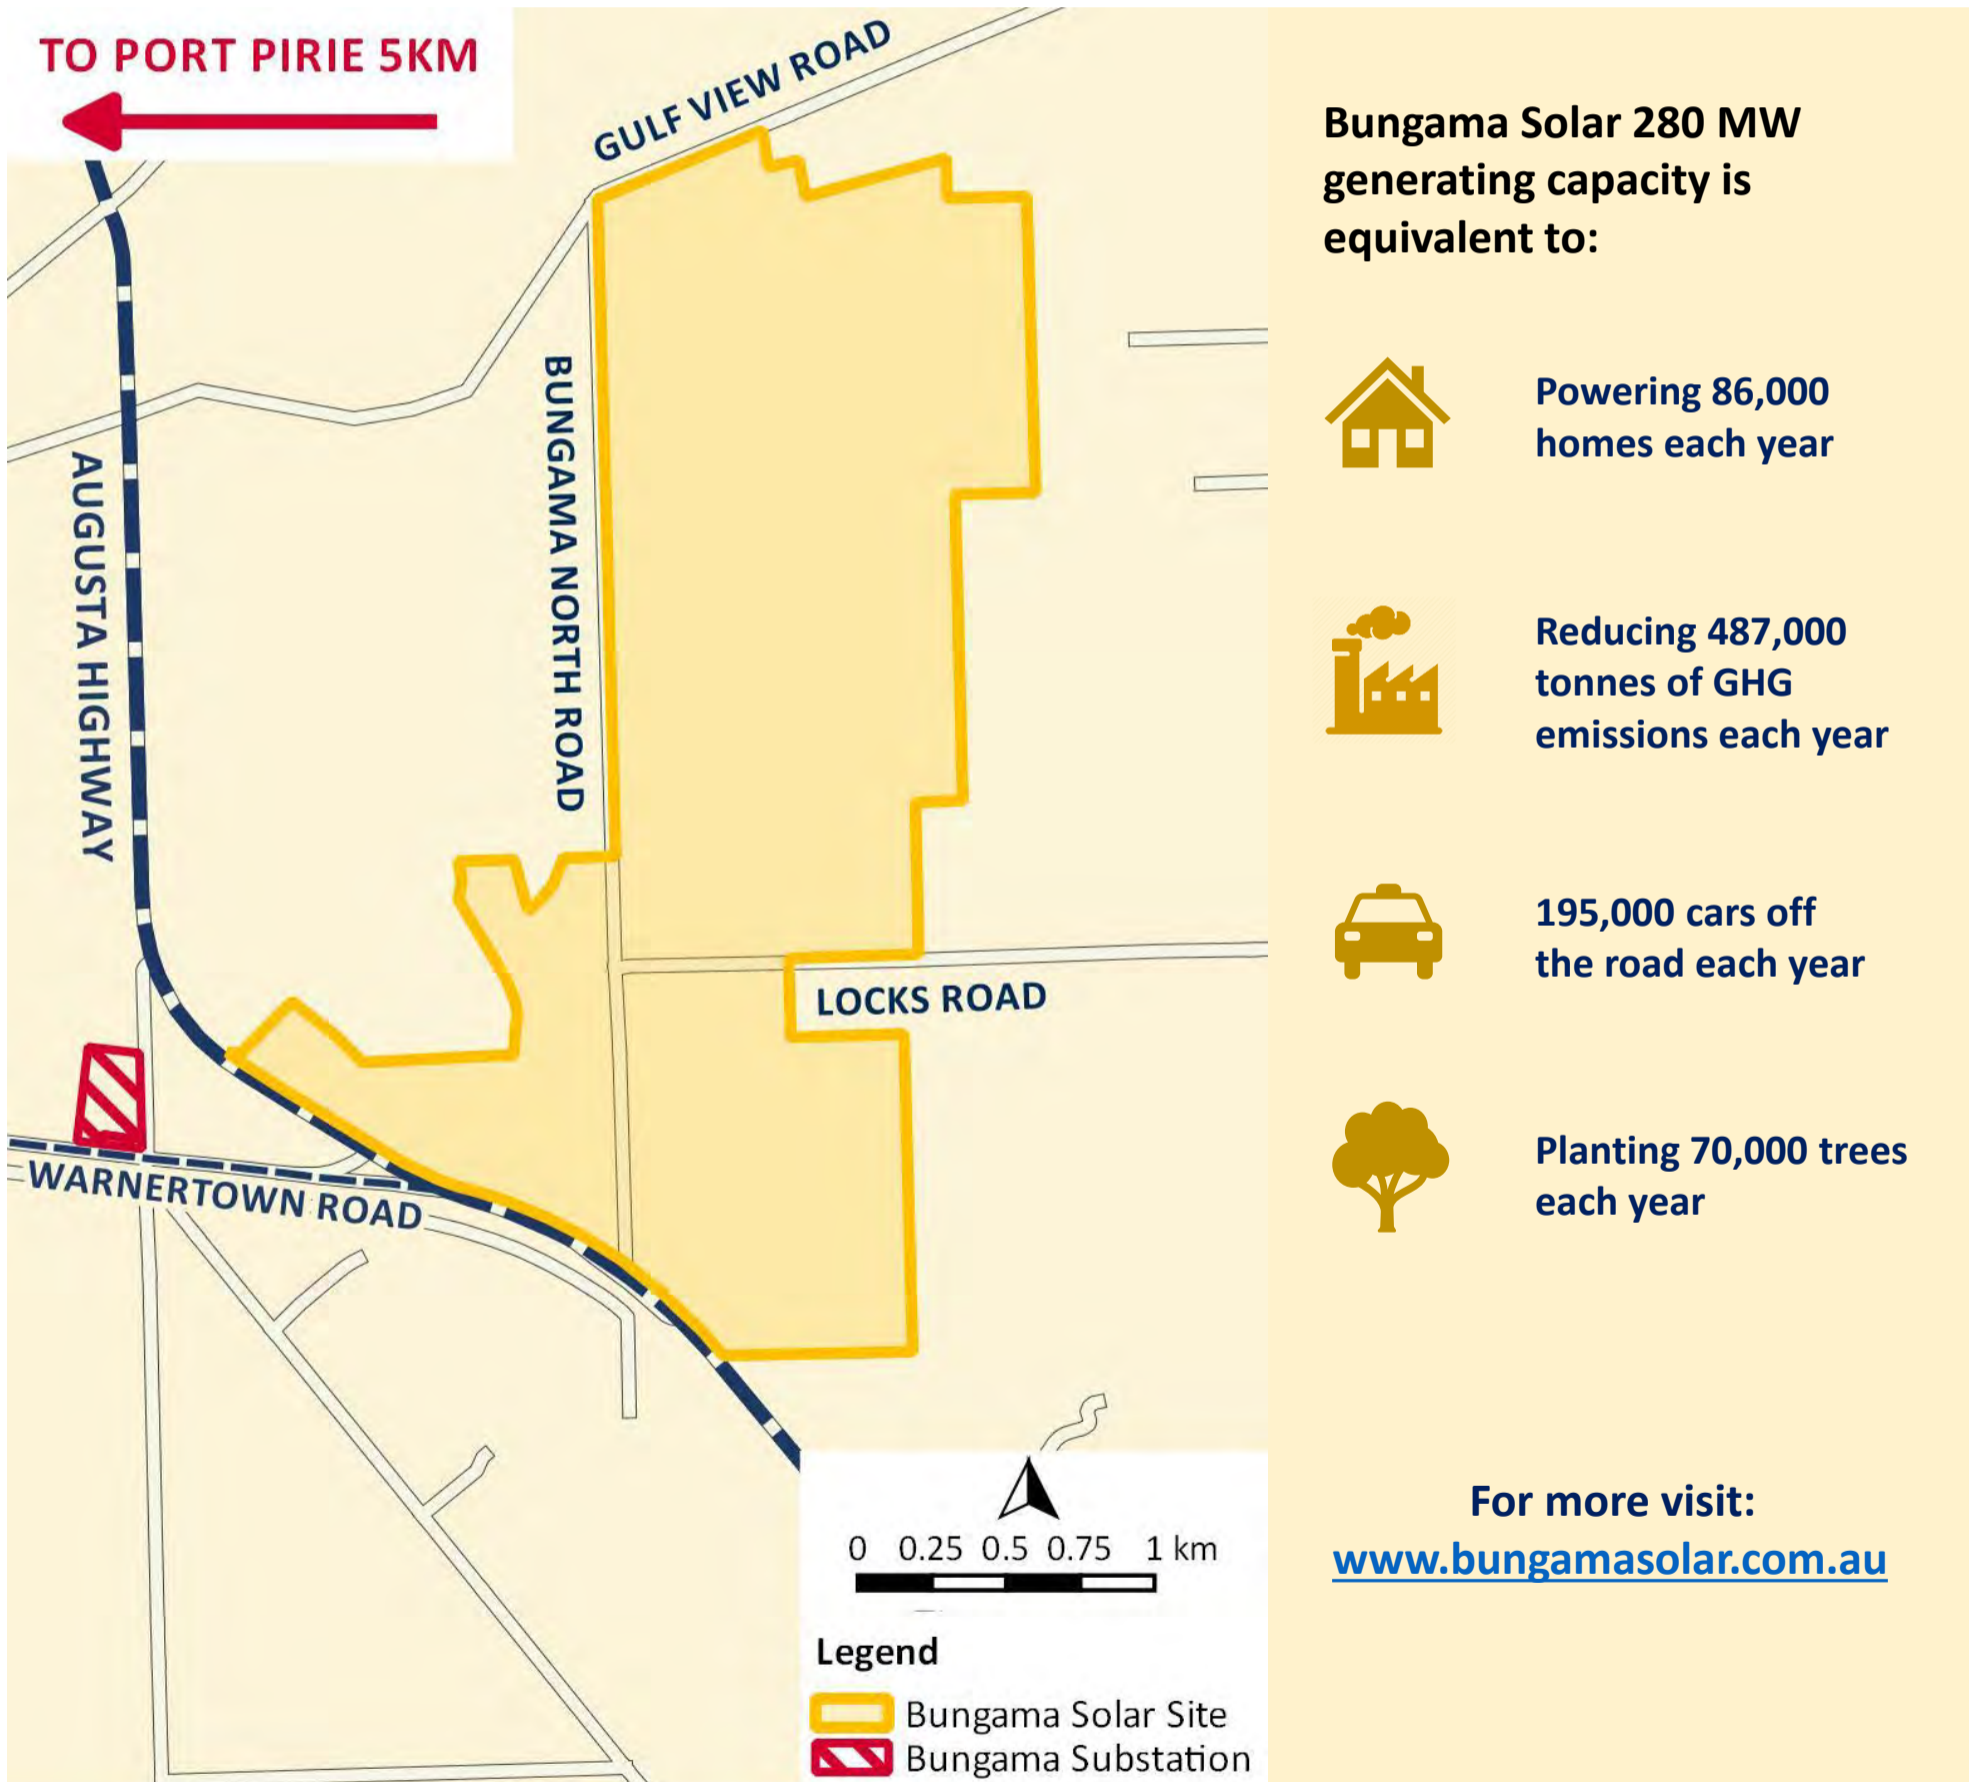 TO PORT PIRIE 5KM
GULF VIEW ROAD
BUNGAMA NORTH ROAD
AUGUSTA HIGHWAY
LOCKS ROAD
WARNERTOWN ROAD
0 0.25 0.5 0.75 1 km
Legend
Bungama Solar Site
Bungama Substation
Bungama Solar 280 MW
generating capacity is
equivalent to:
Powering 86,000
homes each year
Reducing 487,000
tonnes of GHG
emissions each year
195,000 cars off
the road each year
Planting 70,000 trees
each year
For more visit:
www.bungamasolar.com.au